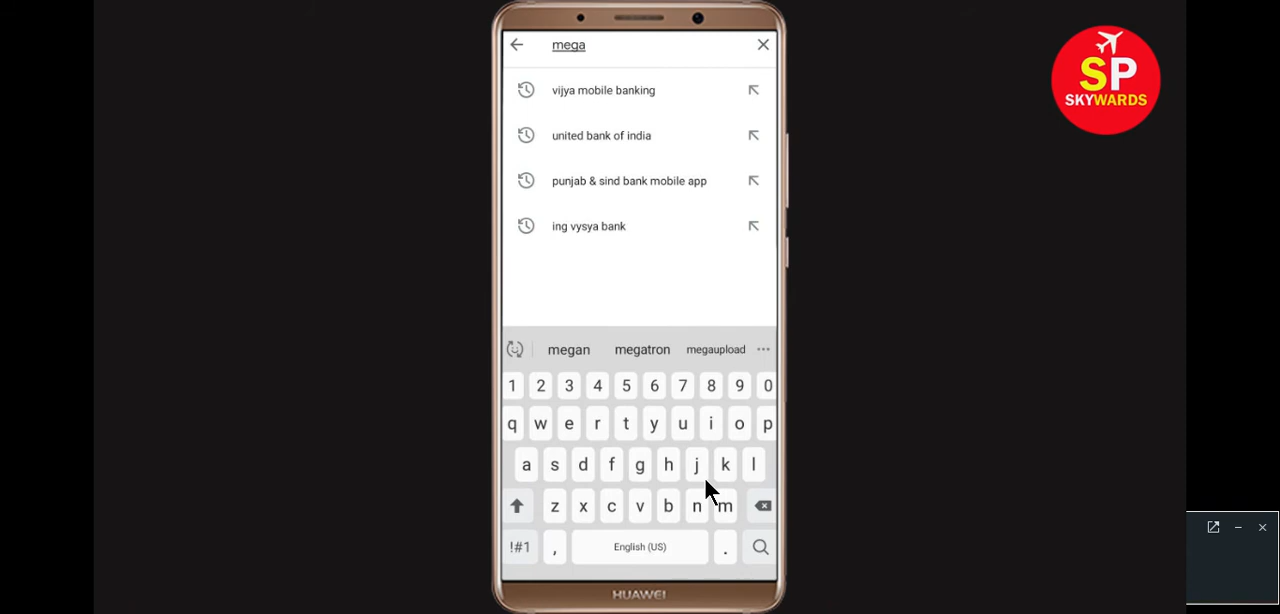 mega
SP
SKYWARDS
vijya mobile banking
united bank of india
punjab & sind bank mobile app
ing vysya bank
megan megatron megaupload ...
1 2 3 4 5 6 7 8 9 0
q w e r t y u i o p
a s d f g h j k l
z x c v b n m
!#1 , English (US) .
HUAWEI